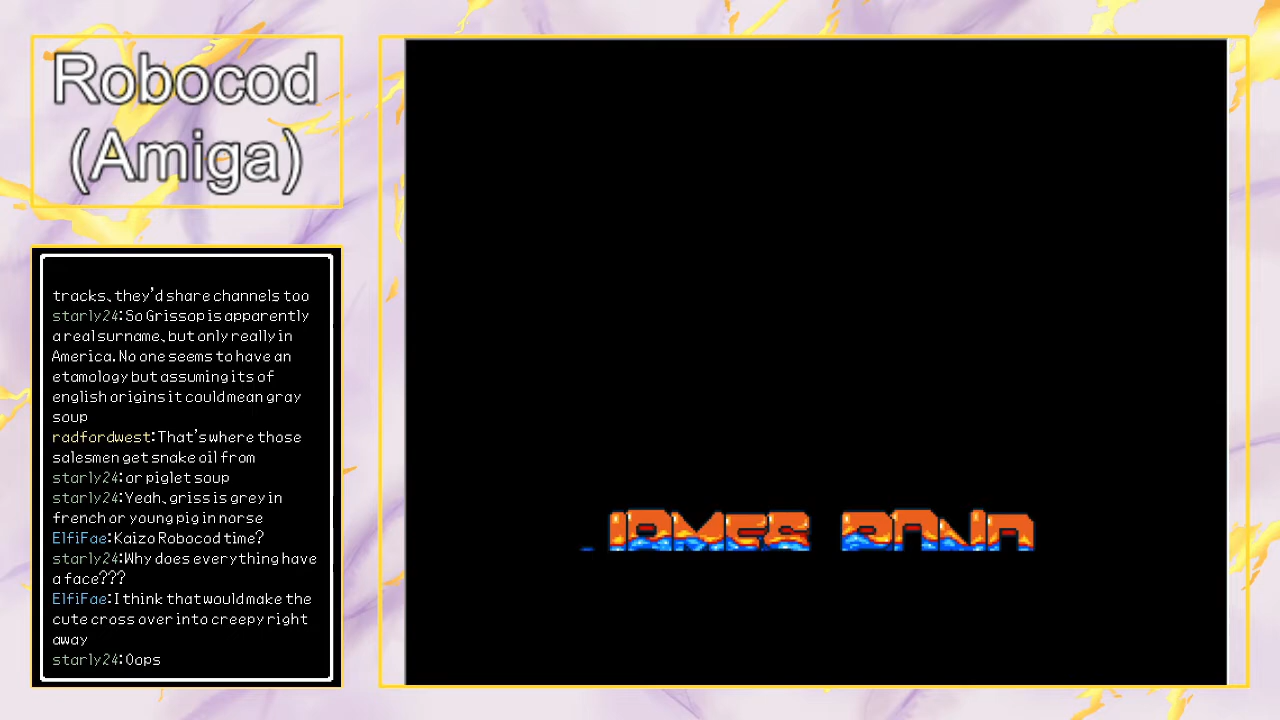 Robocod
(Amiga)
tracks, they'd share channels too
starly24: So Grissop is apparently
a real surname, but only really in
America. No one seems to have an
etamology but assuming its of
english origins it could mean gray
soup
radfordwest: That's where those
salesmen get snake oil from
starly24: or piglet soup
starly24: Yeah, griss is grey in
french or young pig in norse
ElfiFae: Kaizo Robocod time?
starly24: Why does everything have
a face???
ElfiFae: I think that would make the
cute cross over into creepy right
away
starly24: Oops
JAMES BOND